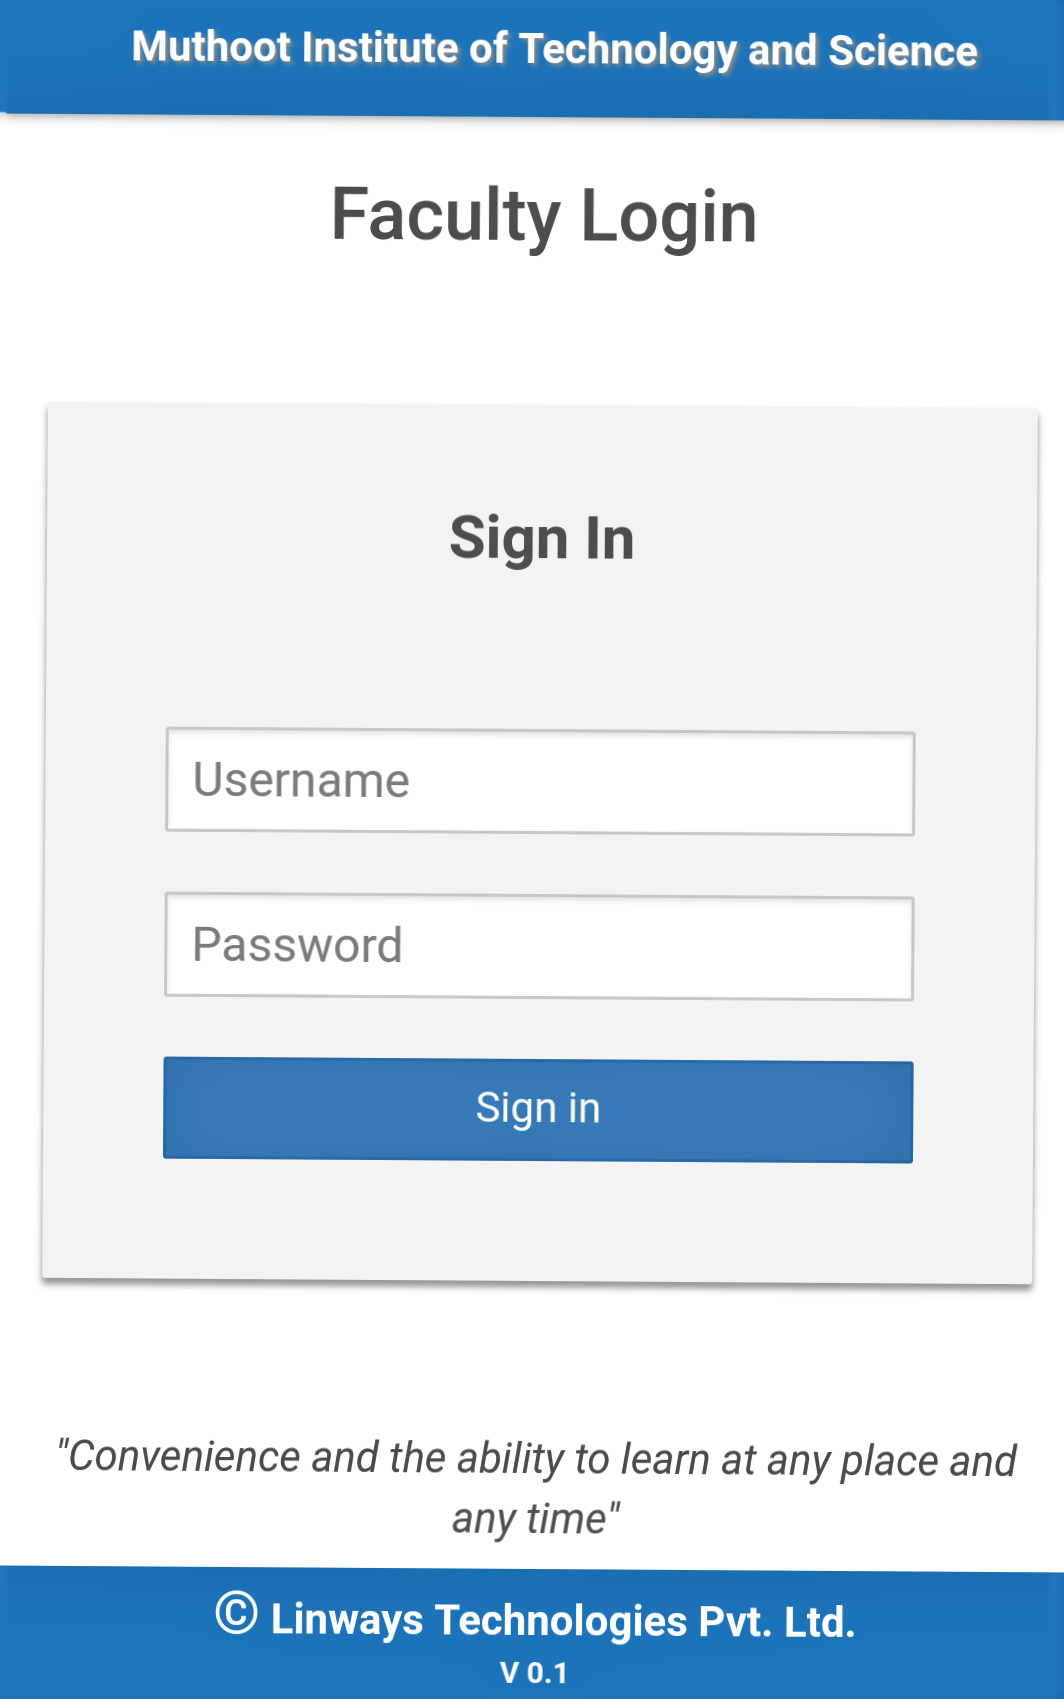 Muthoot Institute of Technology and Science
Faculty Login
Sign In
Username
Password
Sign in
"Convenience and the ability to learn at any place and
any time"
© Linways Technologies Pvt. Ltd.
V 0.1